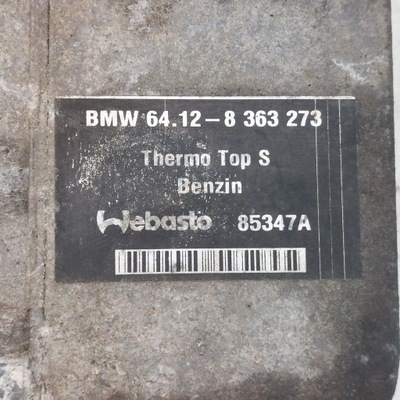 BMW 64.12-8 363 273
Thermo Top S
Benzin
Webasto 85347A